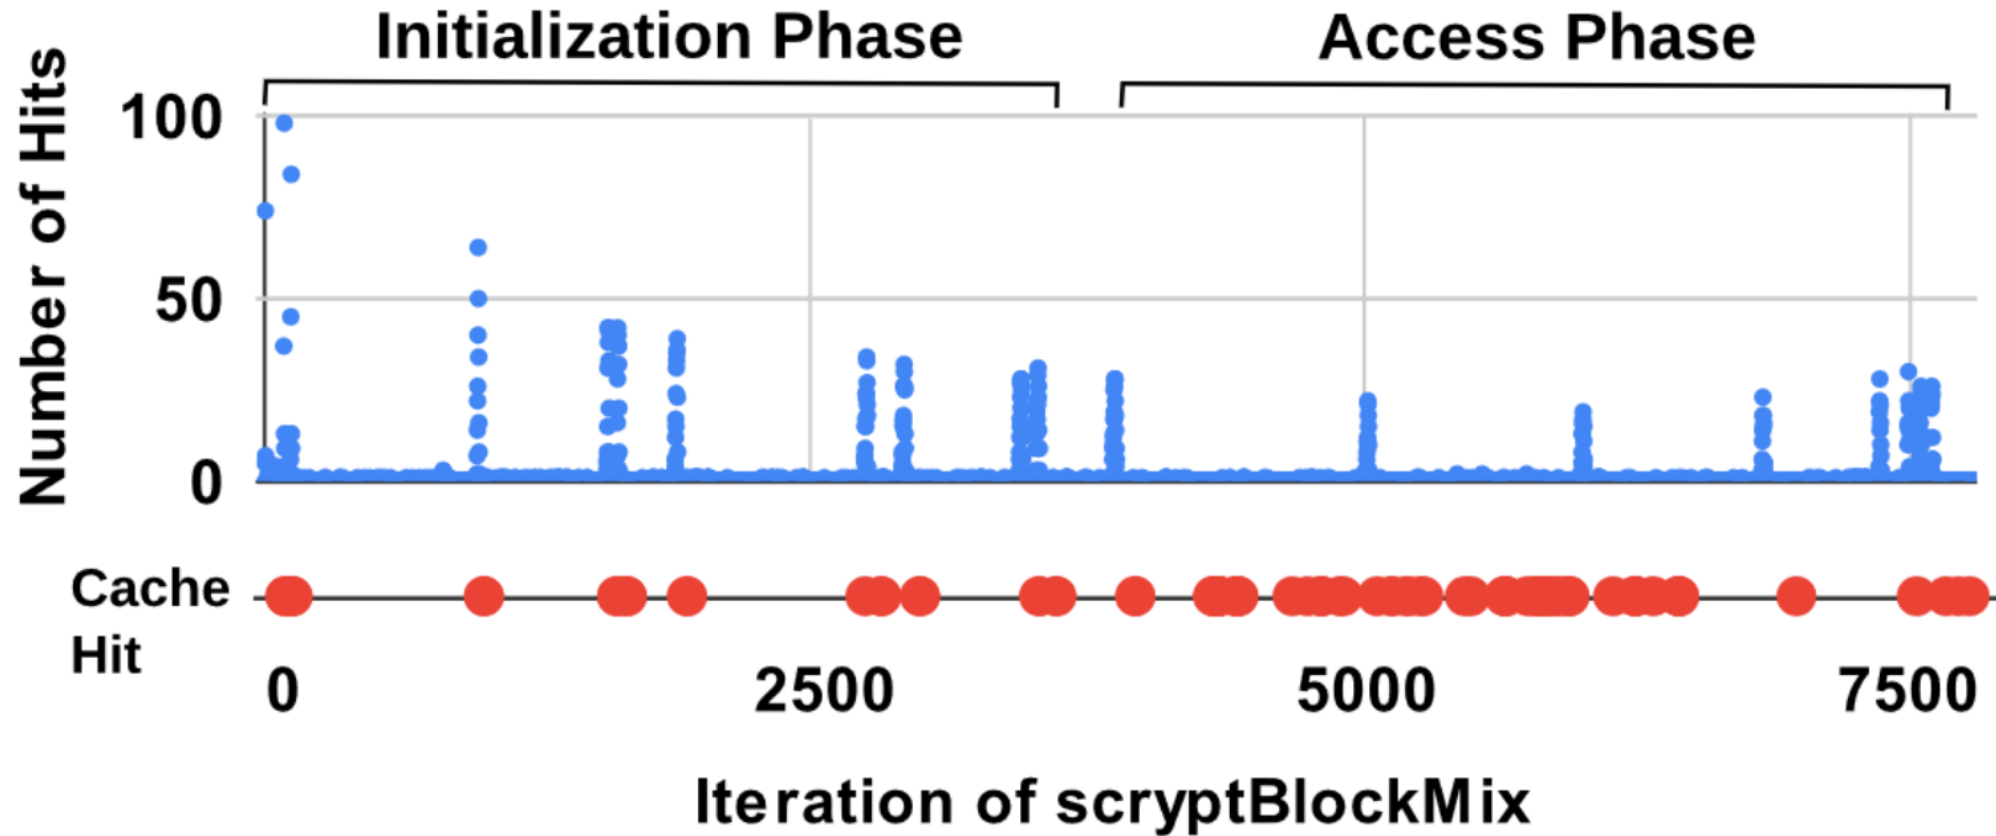 Initialization Phase
Access Phase
Number of Hits
100
50
0
Cache
Hit
0
2500
5000
7500
Iteration of scryptBlockMix